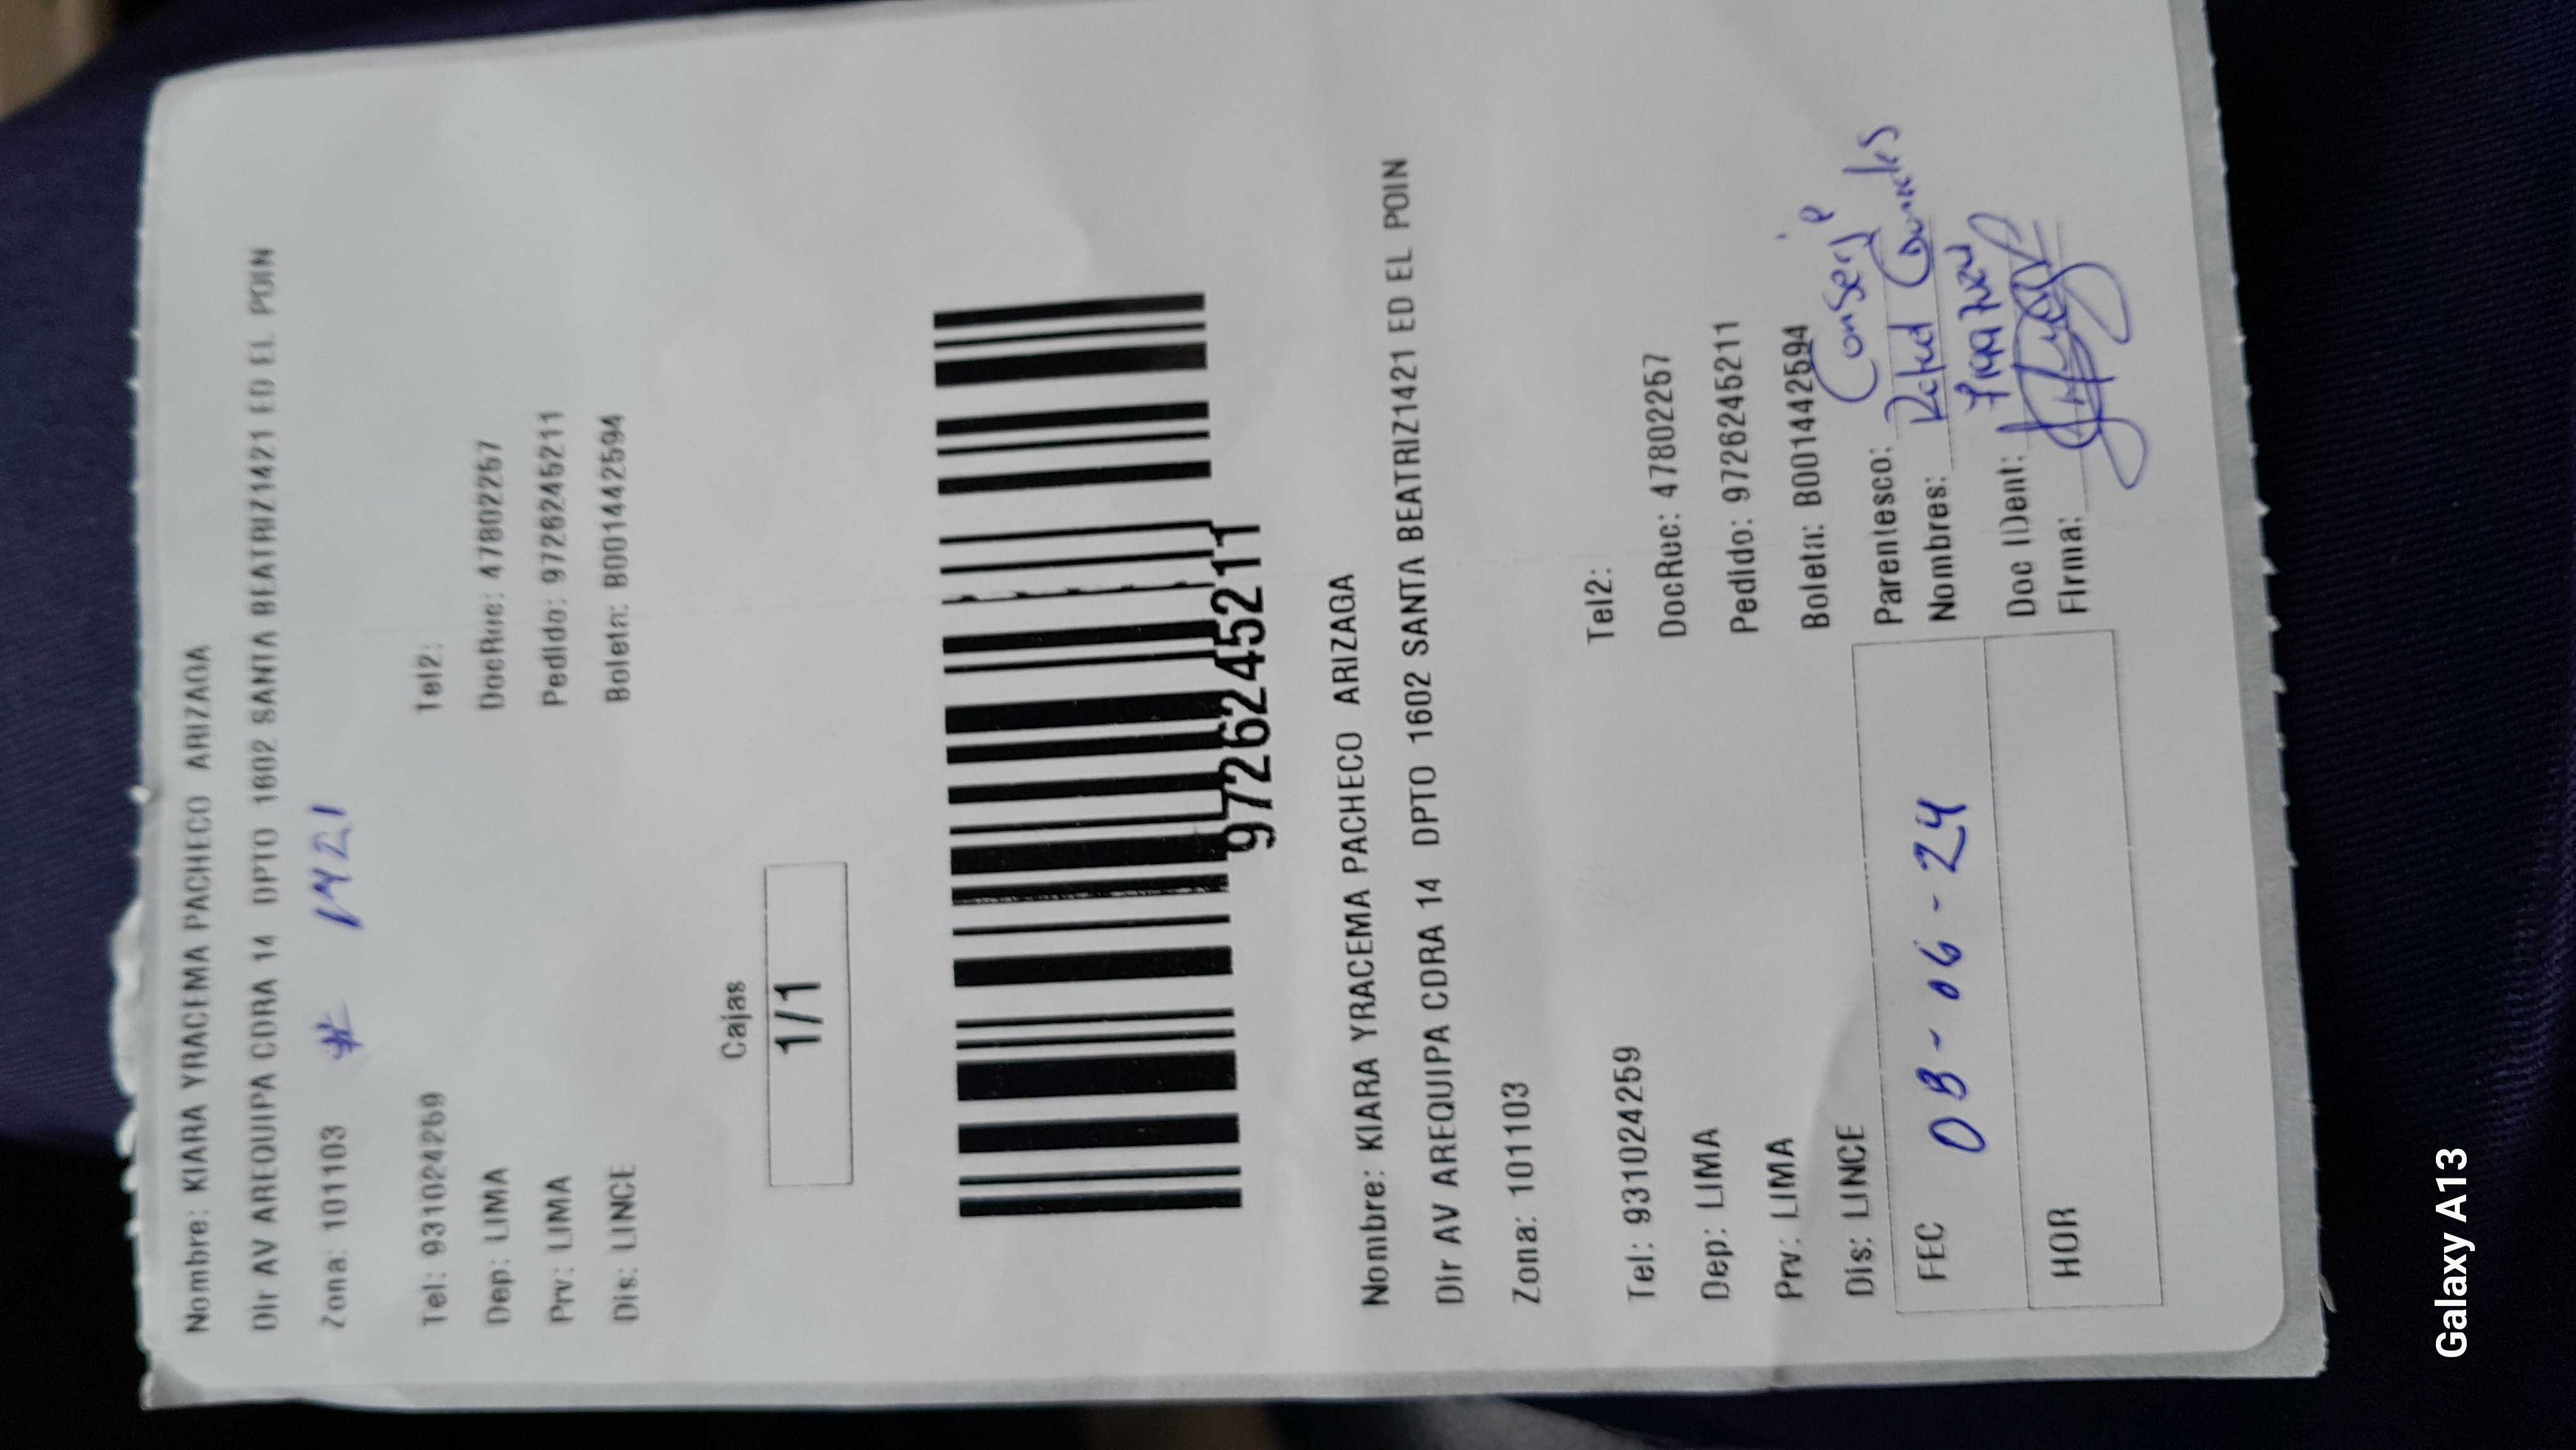 Nombre: KIARA YRACEMA PACHECO ARIZAGA
Dir AV AREQUIPA CDRA 14 DPTO 1602 SANTA BEATRIZ1421 ED EL POIN
Zona: 101103 # 1421
Tel: 931024259 Tel2:
Dep: LIMA DocRuc: 47802257
Prv: LIMA Pedido: 9726245211
Dis: LINCE Boleta: B0014442594
Cajas
1/1
97262445211
Nombre: KIARA YRACEMA PACHECO ARIZAGA
Dir AV AREQUIPA CDRA 14 DPTO 1602 SANTA BEATRIZ1421 ED EL POIN
Zona: 101103
Tel: 931024259 Tel2:
Dep: LIMA DocRuc: 47802257
Prv: LIMA Pedido: 9726245211
Dis: LINCE Boleta: B0014442594
Parentesco: Conserje
FEC 08-06-24 Nombres:
HOR Doc IDent:
Firma:
Galaxy A13